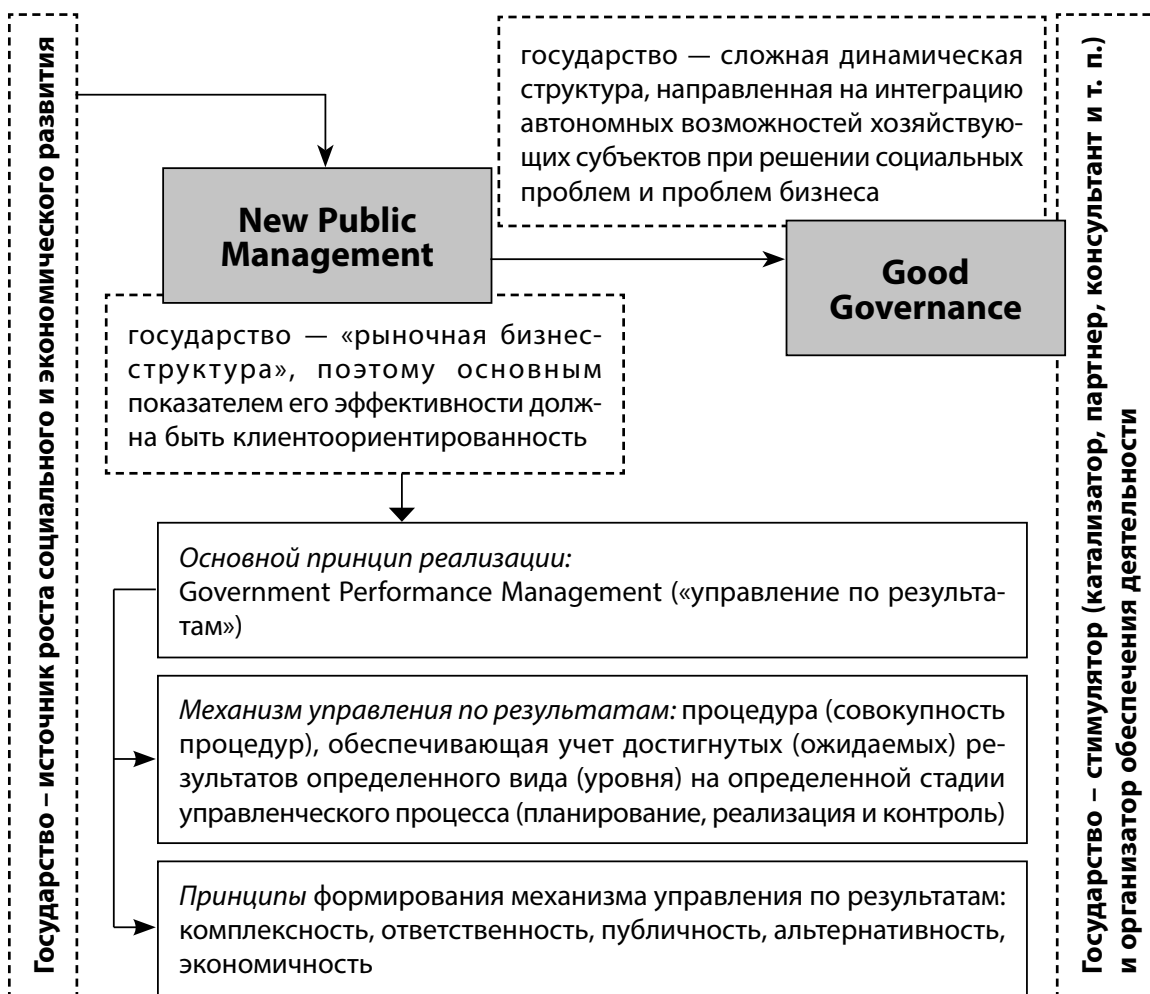 Государство – источник роста социального и экономического развития
государство — сложная динамическая
структура, направленная на интеграцию
автономных возможностей хозяйствую-
щих субъектов при решении социальных
проблем и проблем бизнеса
New Public
Management
Good
Governance
государство — «рыночная бизнес-
структура», поэтому основным
показателем его эффективности долж-
на быть клиентоориентированность
Основной принцип реализации:
Government Performance Management («управление по результа-
там»)
Механизм управления по результатам: процедура (совокупность
процедур), обеспечивающая учет достигнутых (ожидаемых) ре-
зультатов определенного вида (уровня) на определенной стадии
управленческого процесса (планирование, реализация и контроль)
Принципы формирования механизма управления по результатам:
комплексность, ответственность, публичность, альтернативность,
экономичность
Государство – стимулятор (катализатор, партнер, консультант и т. п.)
и организатор обеспечения деятельности